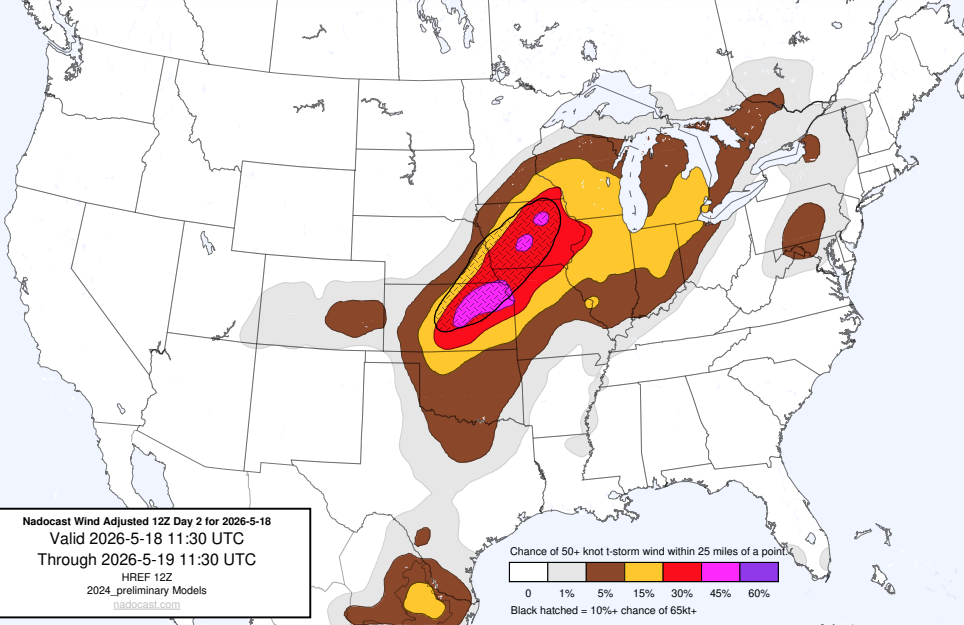 Nadocast Wind Adjusted 12Z Day 2 for 2026-5-18
Valid 2026-5-18 11:30 UTC
Through 2026-5-19 11:30 UTC
HREF 12Z
2024_preliminary Models
nadocast.com
Chance of 50+ knot t-storm wind within 25 miles of a point.
0 1% 5% 15% 30% 45% 60%
Black hatched = 10%+ chance of 65kt+